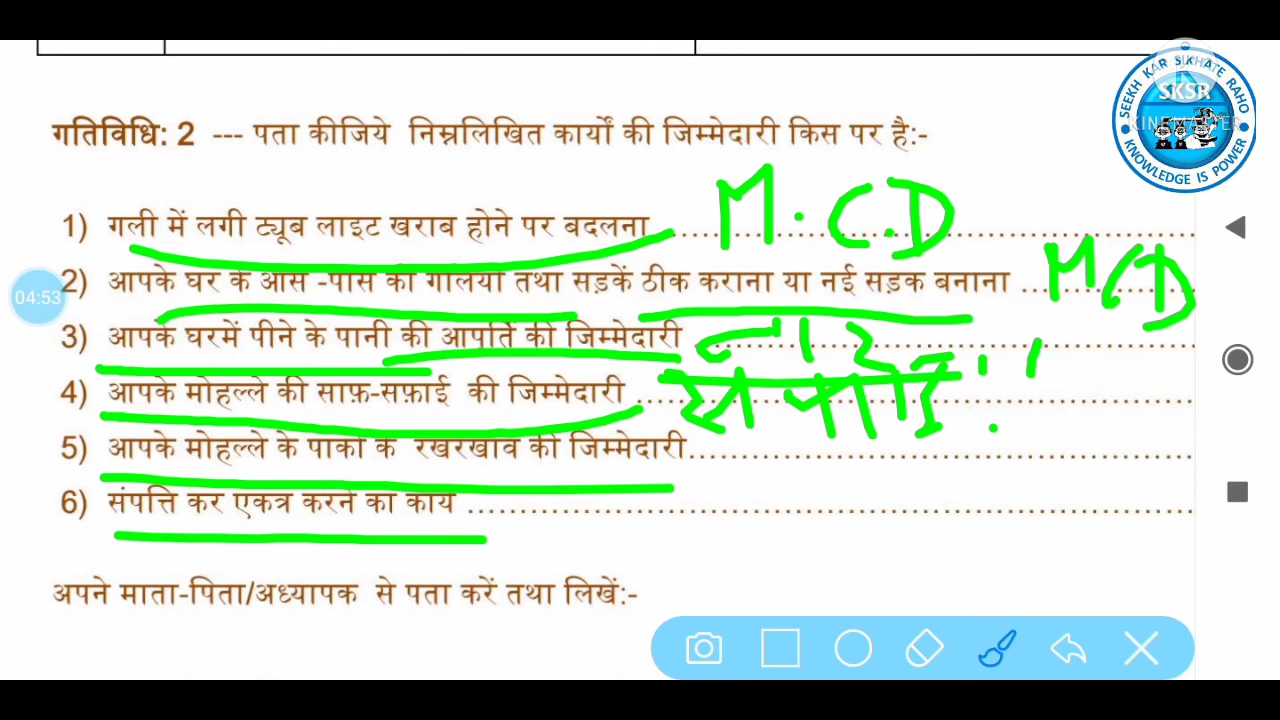 SEEKH KAR SIKHATE RAHO
SKSR
KINEMASTER
KNOWLEDGE IS POWER
गतिविधि: 2 --- पता कीजिये निम्नलिखित कार्यों की जिम्मेदारी किस पर है:-
1) गली में लगी ट्यूब लाइट खराब होने पर बदलना .......... M.C.D
04:53
2) आपके घर के आस -पास की गलियों तथा सड़कें ठीक कराना या नई सड़क बनाना .......... MCD
3) आपके घरमें पीने के पानी की आपूर्ति की जिम्मेदारी ..........
4) आपके मोहल्ले की साफ़-सफ़ाई की जिम्मेदारी ..........
5) आपके मोहल्ले के पार्कों के रखरखाव की जिम्मेदारी..........
6) संपत्ति कर एकत्र करने का कार्य ..........
अपने माता-पिता/अध्यापक से पता करें तथा लिखें:-